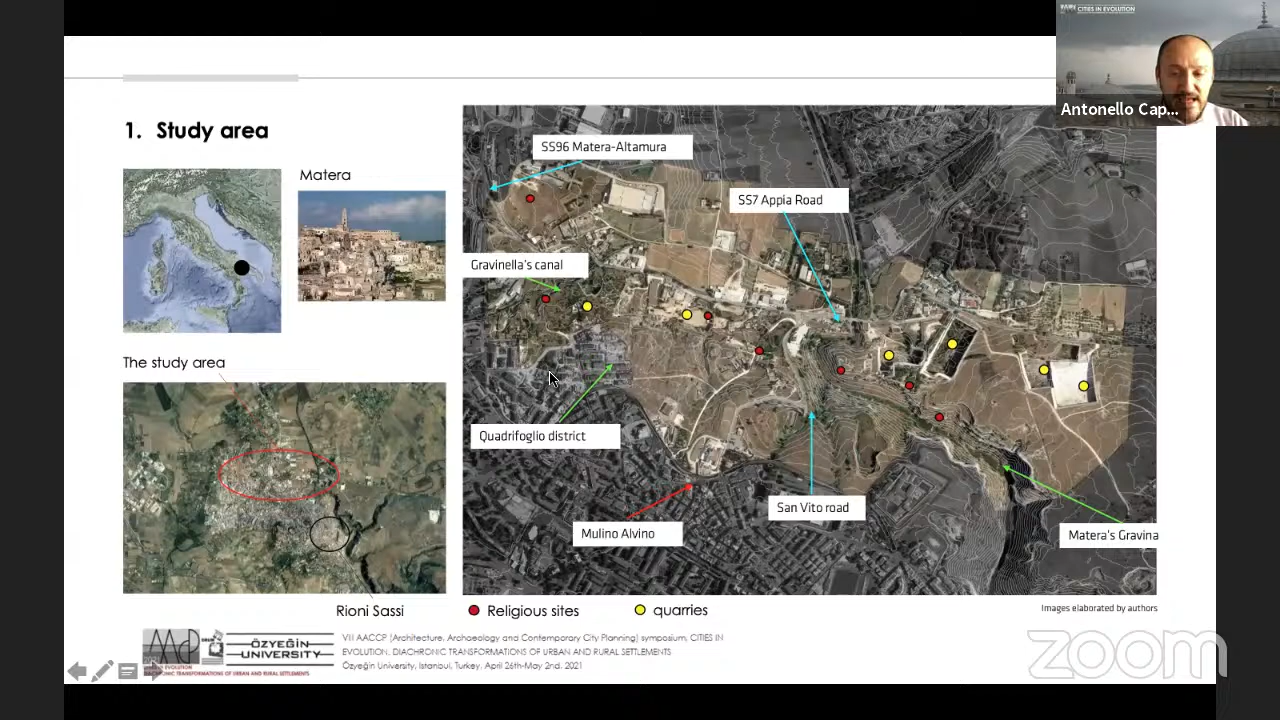 CITIES IN EVOLUTION
Antonello Cap...
1. Study area
Matera
The study area
Rioni Sassi
SS96 Matera-Altamura
SS7 Appia Road
Gravinella's canal
Quadrifoglio district
Mulino Alvino
San Vito road
Matera's Gravina
Religious sites
quarries
Images elaborated by authors
AACCP
ÖZYEĞİN
UNIVERSITY
VII AACCP (Architecture, Archaeology and Contemporary City Planning) symposium, CITIES IN
EVOLUTION. DIACHRONIC TRANSFORMATIONS OF URBAN AND RURAL SETTLEMENTS
Özyeğin University, Istanbul, Turkey. April 26th-May 2nd, 2021
zoom